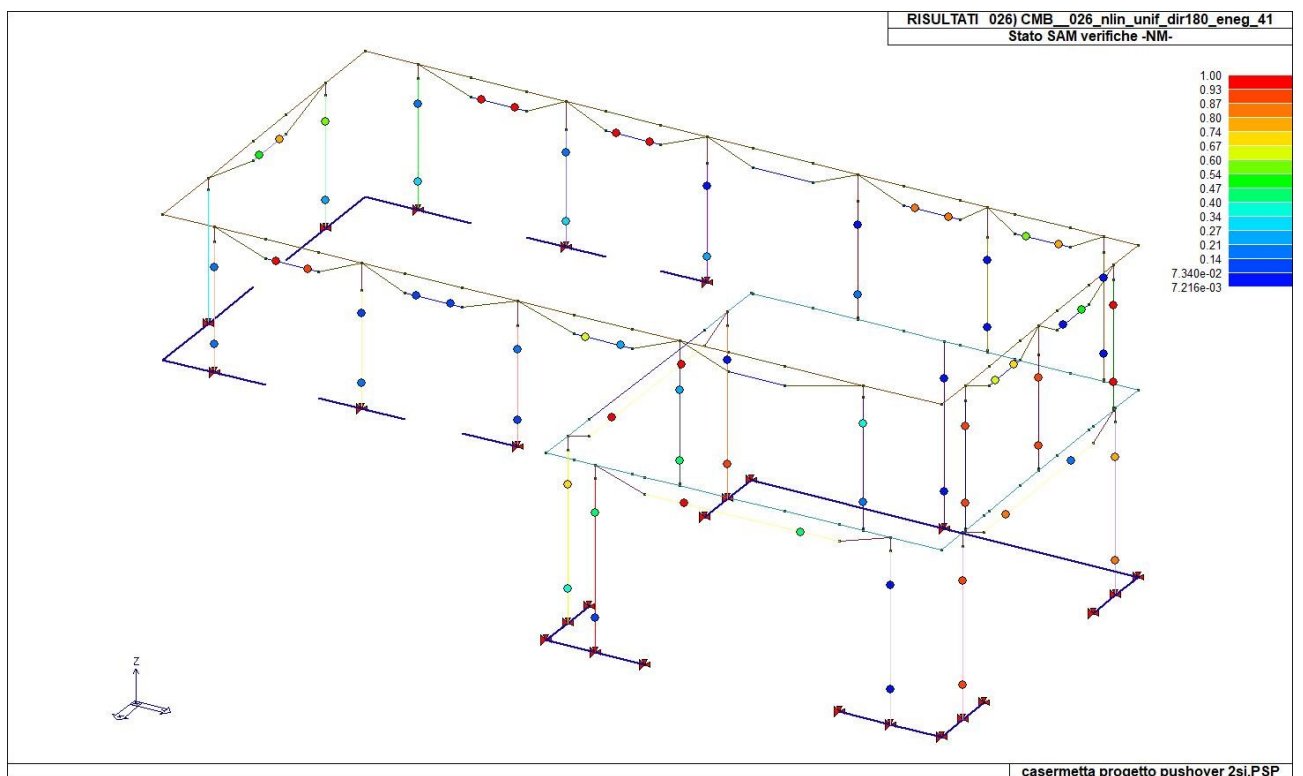 RISULTATI 026) CMB__026_nlin_unif_dir180_eneg_41
Stato SAM verifiche -NM-
1.00
0.93
0.87
0.80
0.74
0.67
0.60
0.54
0.47
0.40
0.34
0.27
0.21
0.14
7.340e-02
7.216e-03
Z
casermetta progetto pushover 2si.PSP